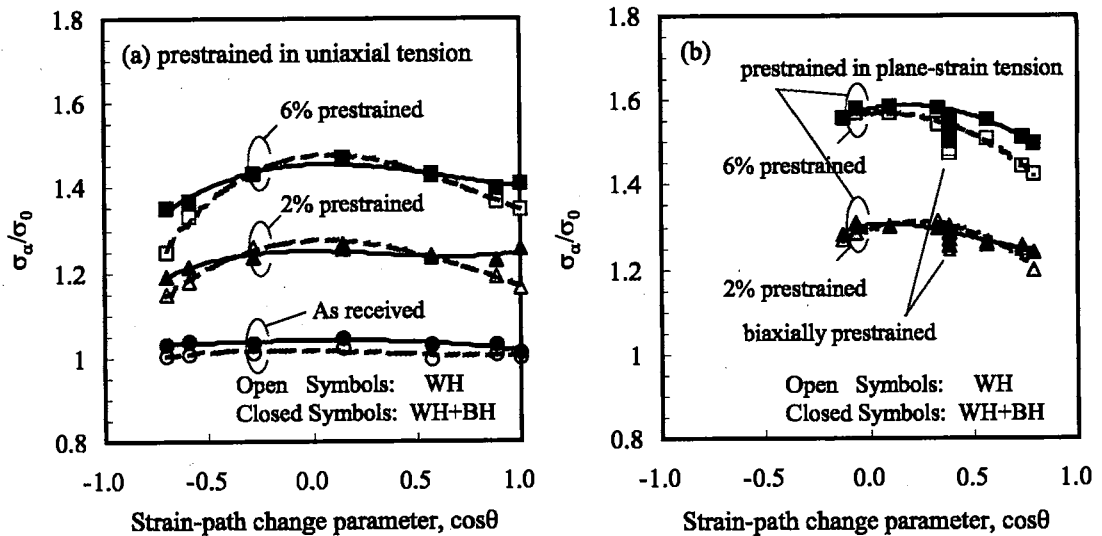 (a) prestrained in uniaxial tension
6% prestrained
2% prestrained
As received
Open Symbols: WH
Closed Symbols: WH+BH
1.8
1.6
1.4
1.2
1
0.8
σα/σ0
-1.0 -0.5 0.0 0.5 1.0
Strain-path change parameter, cosθ
(b)
prestrained in plane-strain tension
6% prestrained
2% prestrained
biaxially prestrained
Open Symbols: WH
Closed Symbols: WH+BH
1.8
1.6
1.4
1.2
1
0.8
σα/σ0
-1.0 -0.5 0.0 0.5 1.0
Strain-path change parameter, cosθ